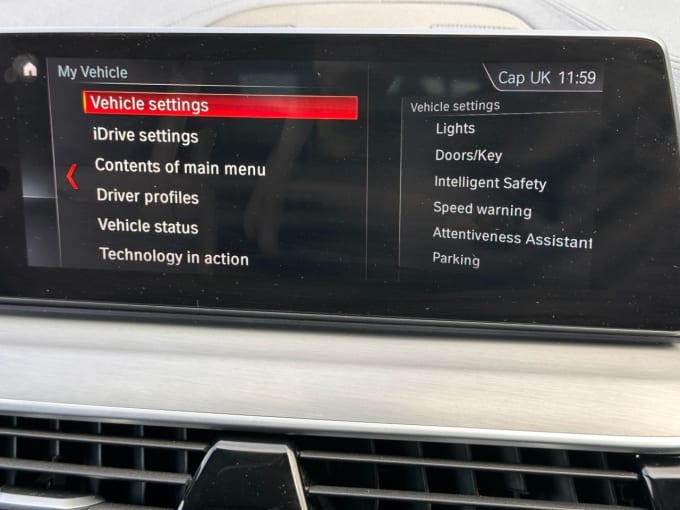 My Vehicle
Cap UK 11:59
Vehicle settings
iDrive settings
Contents of main menu
Driver profiles
Vehicle status
Technology in action
Vehicle settings
Lights
Doors/Key
Intelligent Safety
Speed warning
Attentiveness Assistant
Parking